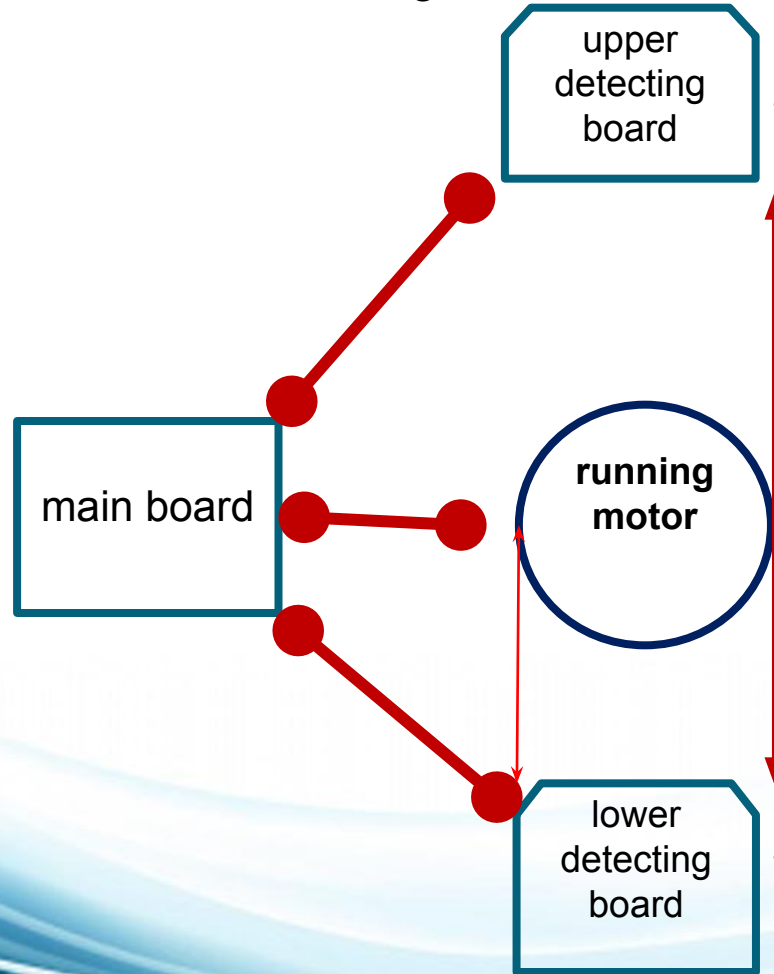 upper
detecting
board
main board
running
motor
lower
detecting
board